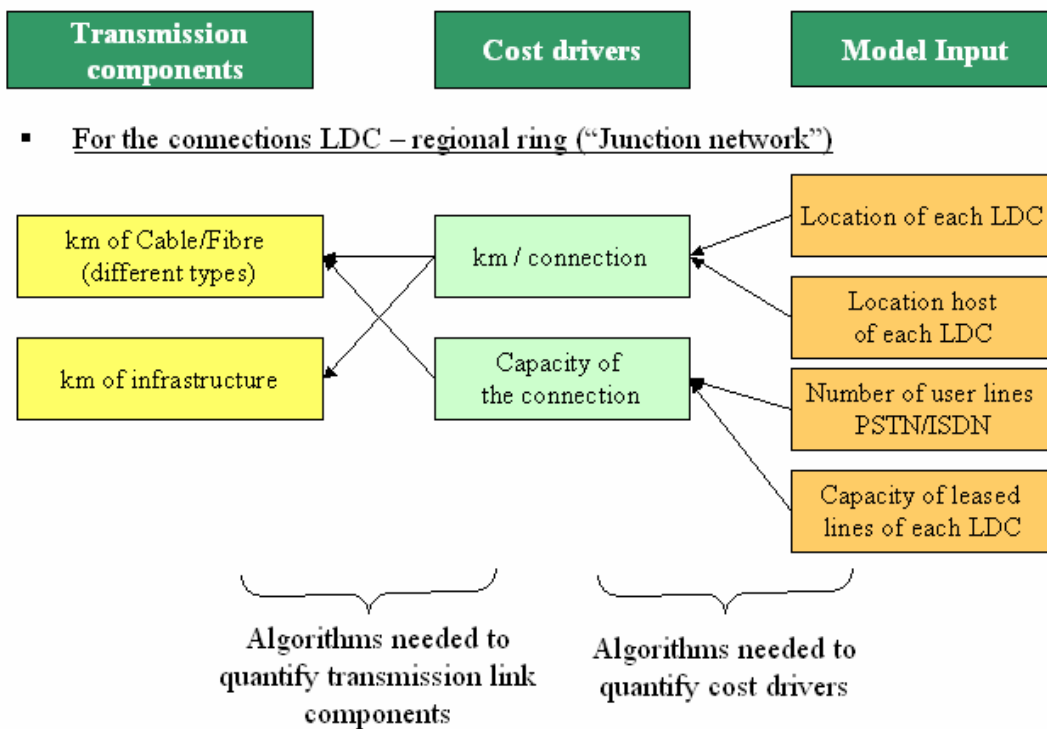 Transmission
components
Cost drivers
Model Input
▪ For the connections LDC – regional ring (“Junction network”)
km of Cable/Fibre
(different types)
km / connection
Location of each LDC
Location host
of each LDC
km of infrastructure
Capacity of
the connection
Number of user lines
PSTN/ISDN
Capacity of leased
lines of each LDC
Algorithms needed to
quantify transmission link
components
Algorithms needed to
quantify cost drivers